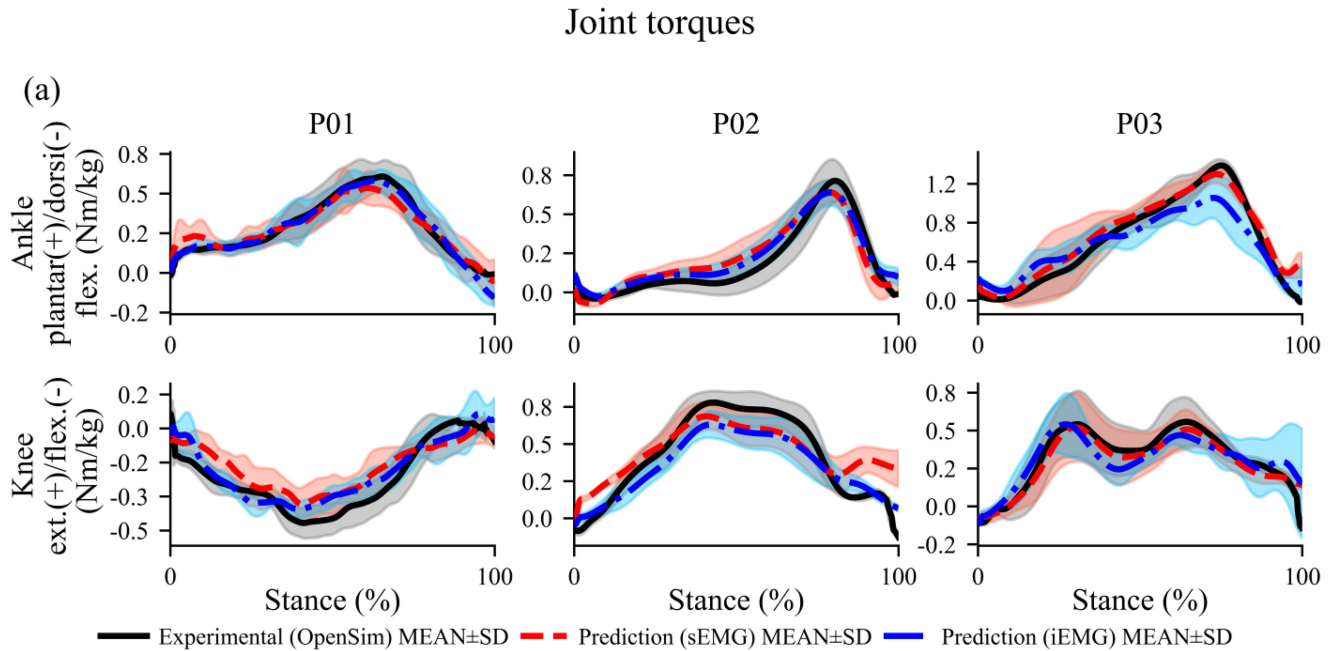 Joint torques
(a)
P01 P02 P03
Ankle
plantar(+)/dorsi(-)
flex. (Nm/kg)
0.8
0.5
0.2
0.0
-0.2
0 100
0.8
0.5
0.2
0.0
0 100
1.2
0.8
0.4
0.0
0 100
Knee
ext.(+)/flex.(-)
(Nm/kg)
0.2
0.0
-0.2
-0.3
-0.5
0 100
Stance (%)
0.8
0.5
0.2
0.0
0 100
Stance (%)
0.8
0.5
0.2
0.0
-0.2
0 100
Stance (%)
Experimental (OpenSim) MEAN±SD Prediction (sEMG) MEAN±SD Prediction (iEMG) MEAN±SD